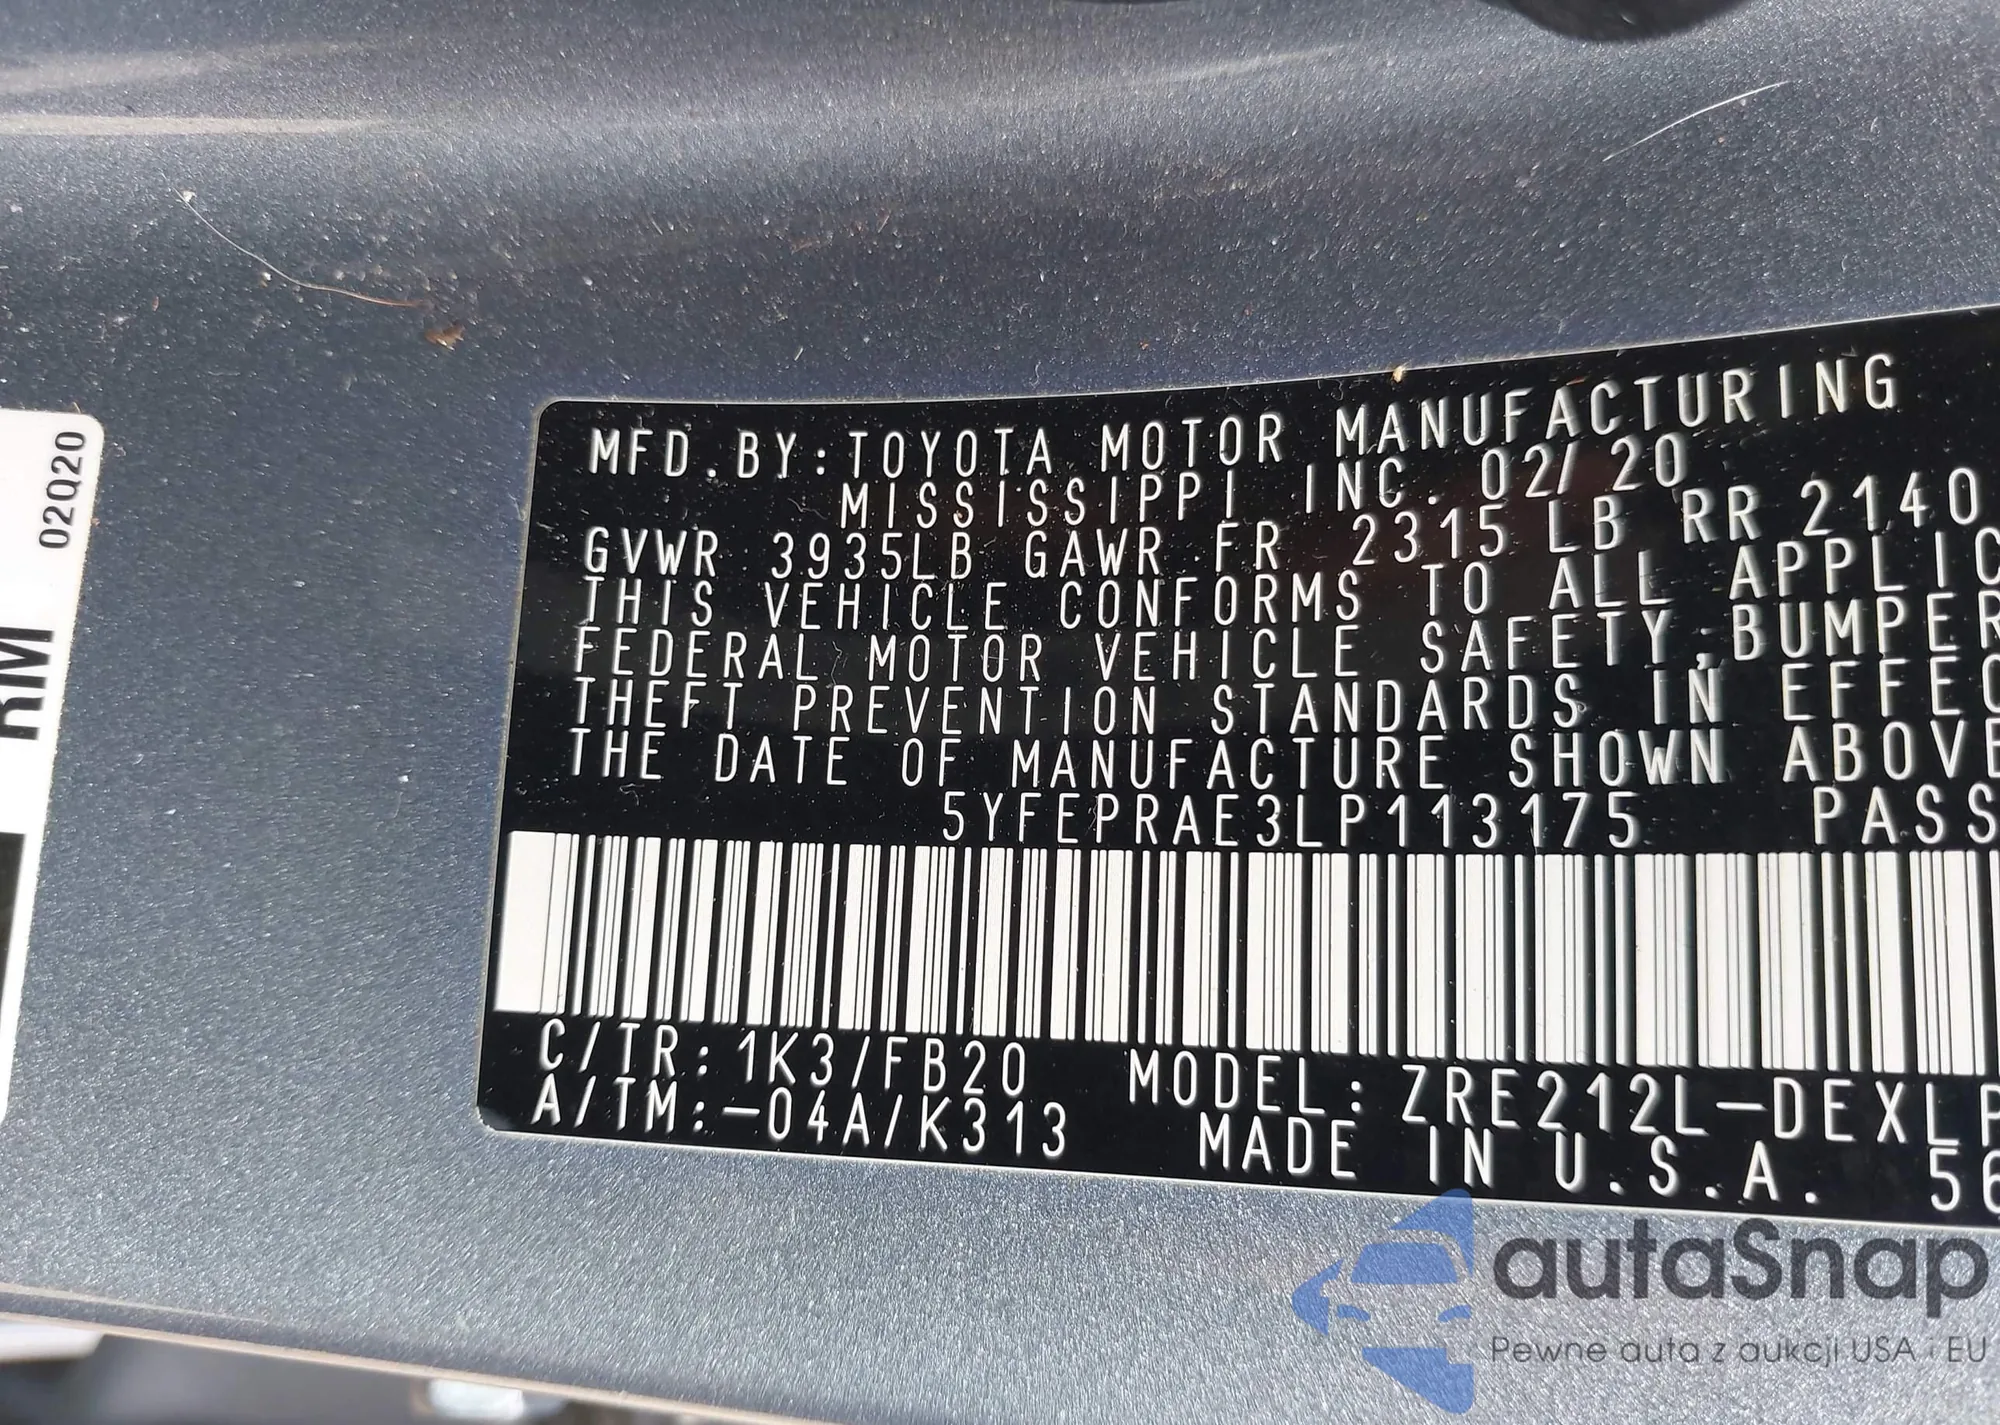 02Q20
RM
MFD.BY:TOYOTA MOTOR MANUFACTURING
MISSISSIPPI INC. 02/20
GVWR 3935LB GAWR FR 2315 LB RR 2140
THIS VEHICLE CONFORMS TO ALL APPLIC
FEDERAL MOTOR VEHICLE SAFETY,BUMPER
THEFT PREVENTION STANDARDS IN EFFEC
THE DATE OF MANUFACTURE SHOWN ABOVE
5YFEPRAE3LP113175 PASS
C/TR:1K3/FB20 MODEL:ZRE212L-DEXLP
A/TM:-04A/K313 MADE IN U.S.A. 56
autaSnap
Pewne auta z aukcji USA i EU